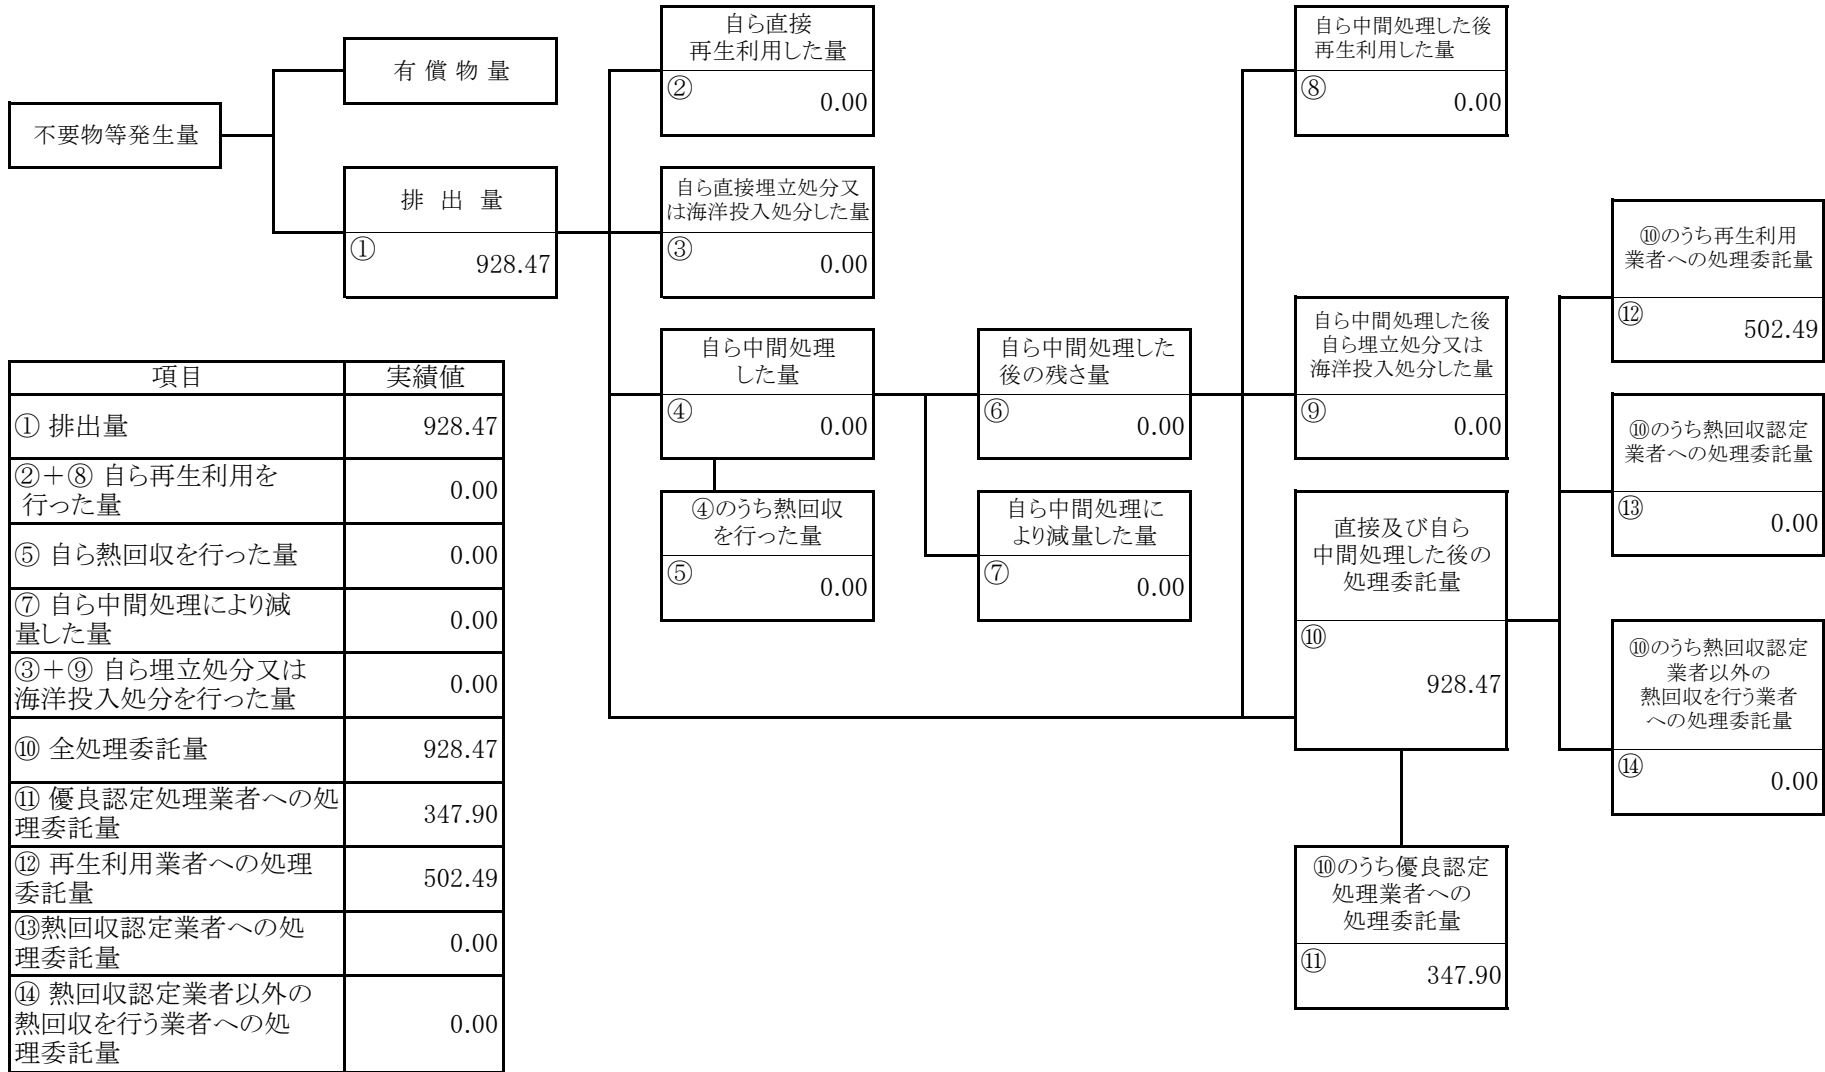 不要物等発生量
有 償 物 量
排 出 量
①
928.47
自ら直接
再生利用した量
②
0.00
自ら直接埋立処分又
は海洋投入処分した量
③
0.00
自ら中間処理
した量
④
0.00
④のうち熱回収
を行った量
⑤
0.00
自ら中間処理した
後の残さ量
⑥
0.00
自ら中間処理に
より減量した量
⑦
0.00
自ら中間処理した後
再生利用した量
⑧
0.00
自ら中間処理した後
自ら埋立処分又は
海洋投入処分した量
⑨
0.00
直接及び自ら
中間処理した後の
処理委託量
⑩
928.47
⑩のうち優良認定
処理業者への
処理委託量
⑪
347.90
⑩のうち再生利用
業者への処理委託量
⑫
502.49
⑩のうち熱回収認定
業者への処理委託量
⑬
0.00
⑩のうち熱回収認定
業者以外の
熱回収を行う業者
への処理委託量
⑭
0.00
項目 実績値
① 排出量 928.47
②＋⑧ 自ら再生利用を
行った量 0.00
⑤ 自ら熱回収を行った量 0.00
⑦ 自ら中間処理により減
量した量 0.00
③＋⑨ 自ら埋立処分又は
海洋投入処分を行った量 0.00
⑩ 全処理委託量 928.47
⑪ 優良認定処理業者への処
理委託量 347.90
⑫ 再生利用業者への処理
委託量 502.49
⑬熱回収認定業者への処
理委託量 0.00
⑭ 熱回収認定業者以外の
熱回収を行う業者への処
理委託量 0.00